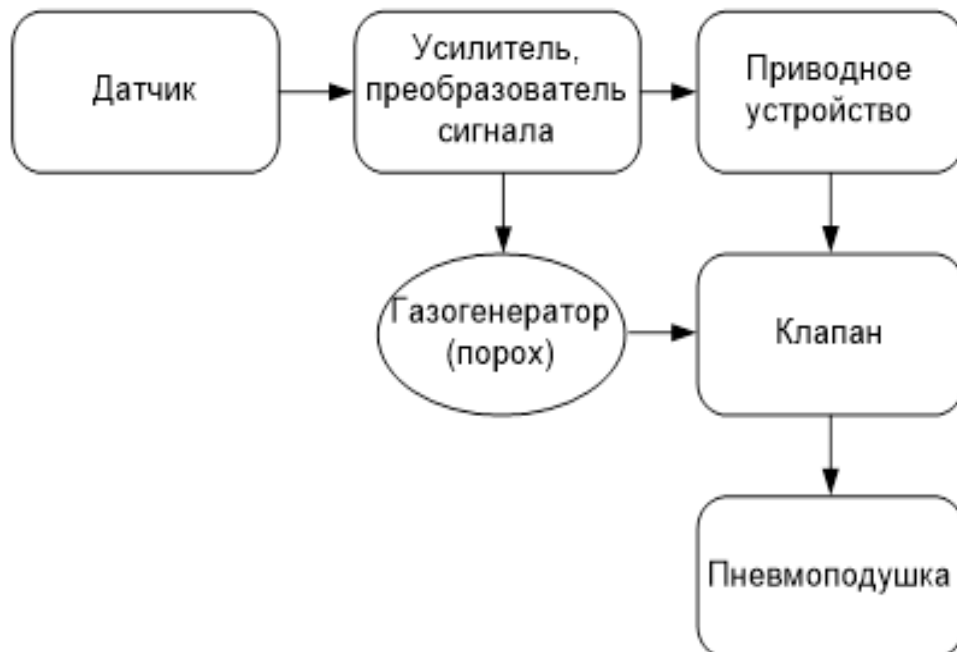 Датчик
Усилитель,
преобразователь
сигнала
Приводное
устройство
Газогенератор
(порох)
Клапан
Пневмоподушка